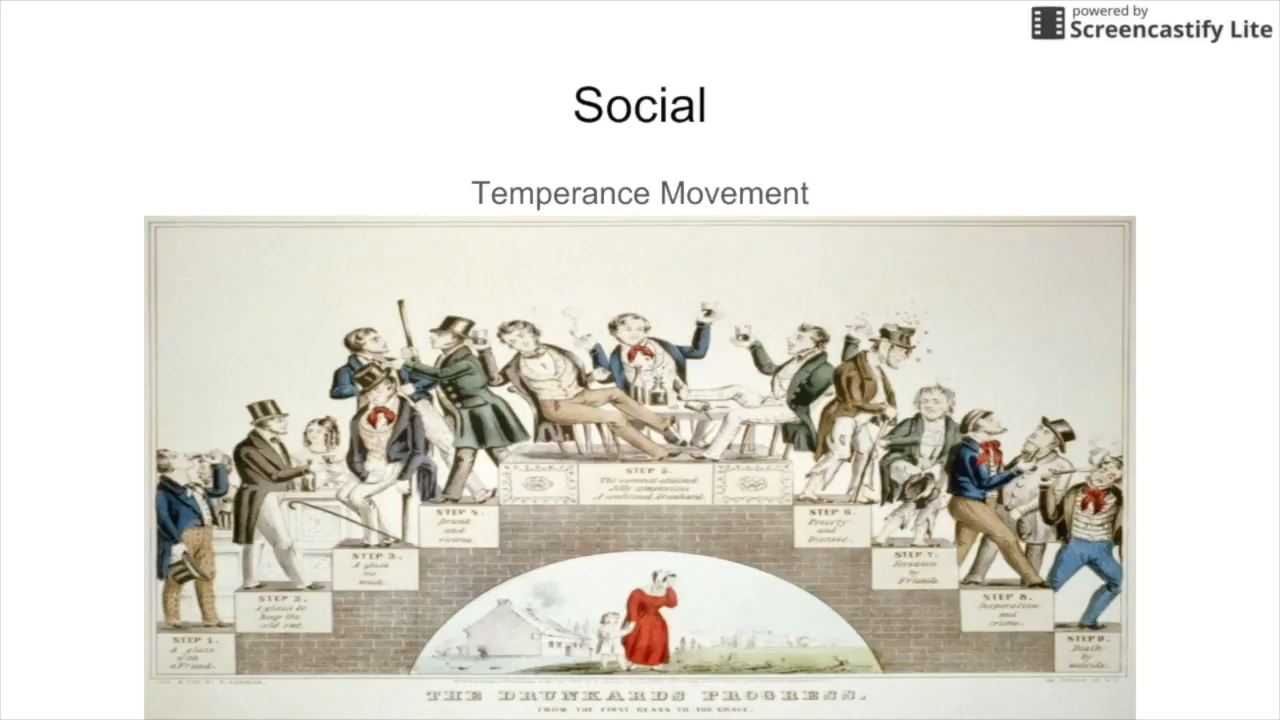 powered by
Screencastify Lite
Social
Temperance Movement
STEP 5.
The summit attained.
Jolly companions
A confirmed Drunkard.
STEP 4.
Drunk
and
riotous.
STEP 6.
Poverty
and
Disease.
STEP 3.
A glass
too
much.
STEP 7.
Forsaken
by
Friends.
STEP 2.
A glass to
keep the
cold out.
STEP 8.
Desperation
and
crime.
STEP 1.
A glass
with
a Friend.
STEP 9.
Death
by
suicide.
THE DRUNKARDS PROGRESS.
FROM THE FIRST GLASS TO THE GRAVE.